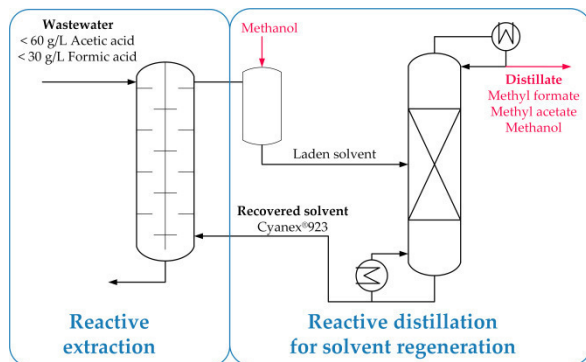 Wastewater
< 60 g/L Acetic acid
< 30 g/L Formic acid
Methanol
Distillate
Methyl formate
Methyl acetate
Methanol
Laden solvent
Recovered solvent
Cyanex®923
Reactive
extraction
Reactive distillation
for solvent regeneration